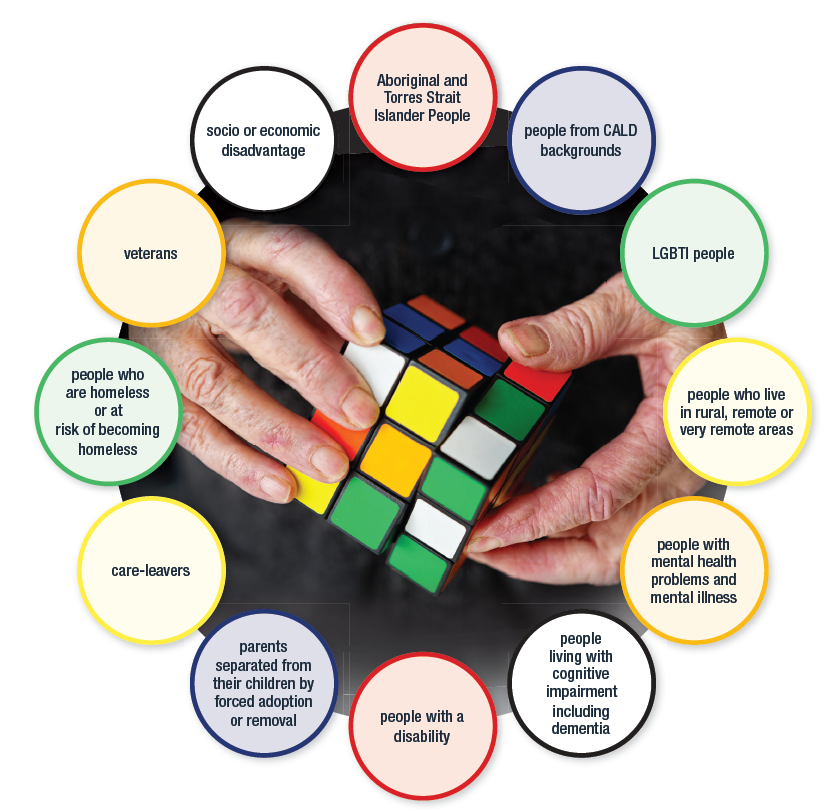 Aboriginal and
Torres Strait
Islander People
people from CALD
backgrounds
LGBTI people
people who live
in rural, remote or
very remote areas
people with
mental health
problems and
mental illness
people
living with
cognitive
impairment
including
dementia
people with a
disability
parents
separated from
their children by
forced adoption
or removal
care-leavers
people who
are homeless
or at
risk of becoming
homeless
veterans
socio or economic
disadvantage